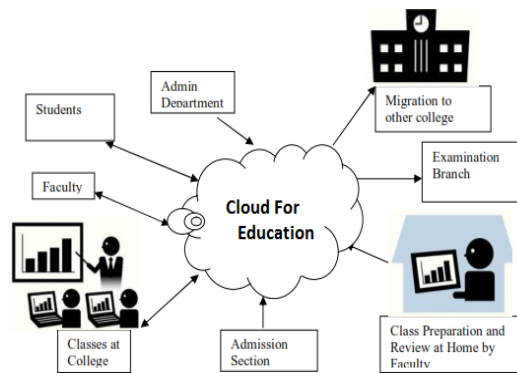 Admin
Department
Students
Migration to
other college
Examination
Branch
Faculty
Cloud For
Education
Classes at
College
Admission
Section
Class Preparation and
Review at Home by
Faculty